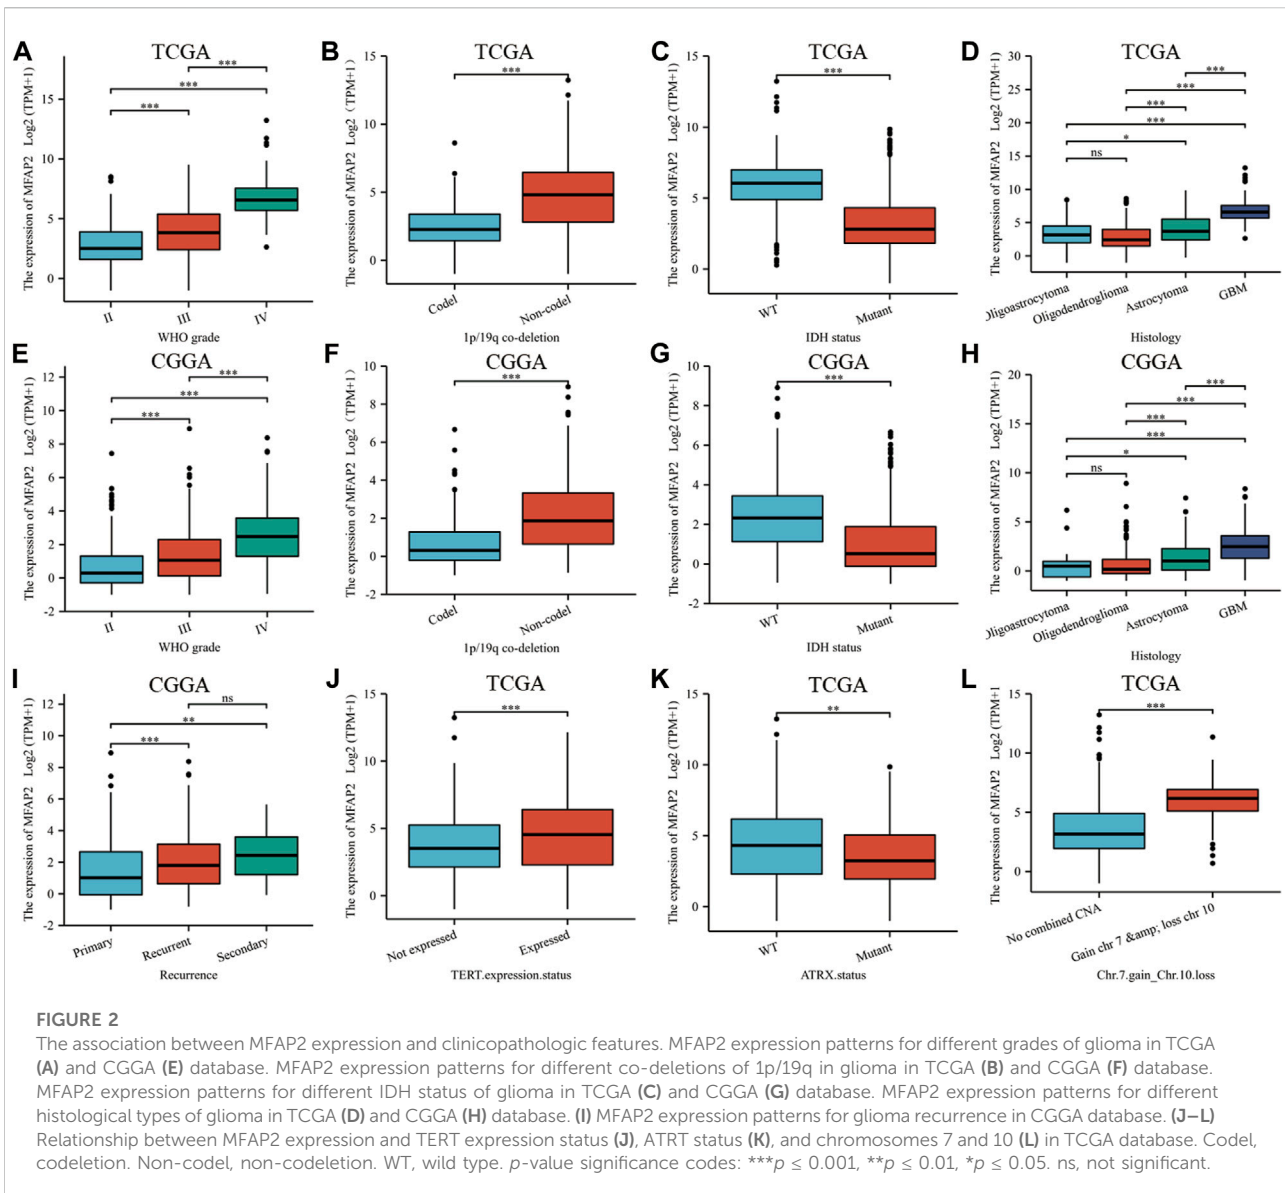 A
TCGA
***
***
***
The expression of MFAP2 Log2 (TPM+1)
15
10
5
0
II
III
IV
WHO grade
B
TCGA
***
The expression of MFAP2 Log2 (TPM+1)
15
10
5
0
Codel
Non-codel
1p/19q co-deletion
C
TCGA
***
The expression of MFAP2 Log2 (TPM+1)
15
10
5
0
WT
Mutant
IDH status
D
TCGA
***
***
***
***
*
ns
The expression of MFAP2 Log2 (TPM+1)
30
25
20
15
10
5
0
Oligoastrocytoma
Oligodendroglioma
Astrocytoma
GBM
Histology
E
CGGA
***
***
***
The expression of MFAP2 Log2 (TPM+1)
12
10
8
6
4
2
0
-2
II
III
IV
WHO grade
F
CGGA
***
The expression of MFAP2 Log2 (TPM+1)
10
8
6
4
2
0
-2
Codel
Non-codel
1p/19q co-deletion
G
CGGA
***
The expression of MFAP2 Log2 (TPM+1)
10
8
6
4
2
0
-2
WT
Mutant
IDH status
H
CGGA
***
***
***
***
*
ns
The expression of MFAP2 Log2 (TPM+1)
20
15
10
5
0
Oligoastrocytoma
Oligodendroglioma
Astrocytoma
GBM
Histology
I
CGGA
ns
**
***
The expression of MFAP2 Log2 (TPM+1)
12
10
8
6
4
2
0
-2
Primary
Recurrent
Secondary
Recurrence
J
TCGA
***
The expression of MFAP2 Log2 (TPM+1)
15
10
5
0
Not expressed
Expressed
TERT.expression.status
K
TCGA
**
The expression of MFAP2 Log2 (TPM+1)
15
10
5
0
WT
Mutant
ATRX.status
L
TCGA
***
The expression of MFAP2 Log2 (TPM+1
15
10
5
0
No combined CNA
Gain chr 7 &amp; loss chr 10
Chr.7.gain_Chr.10.loss
FIGURE 2
The association between MFAP2 expression and clinicopathologic features. MFAP2 expression patterns for different grades of glioma in TCGA
(A) and CGGA (E) database. MFAP2 expression patterns for different co-deletions of 1p/19q in glioma in TCGA (B) and CGGA (F) database.
MFAP2 expression patterns for different IDH status of glioma in TCGA (C) and CGGA (G) database. MFAP2 expression patterns for different
histological types of glioma in TCGA (D) and CGGA (H) database. (I) MFAP2 expression patterns for glioma recurrence in CGGA database. (J–L)
Relationship between MFAP2 expression and TERT expression status (J), ATRT status (K), and chromosomes 7 and 10 (L) in TCGA database. Codel,
codeletion. Non-codel, non-codeletion. WT, wild type. p-value significance codes: ***p ≤ 0.001, **p ≤ 0.01, *p ≤ 0.05. ns, not significant.